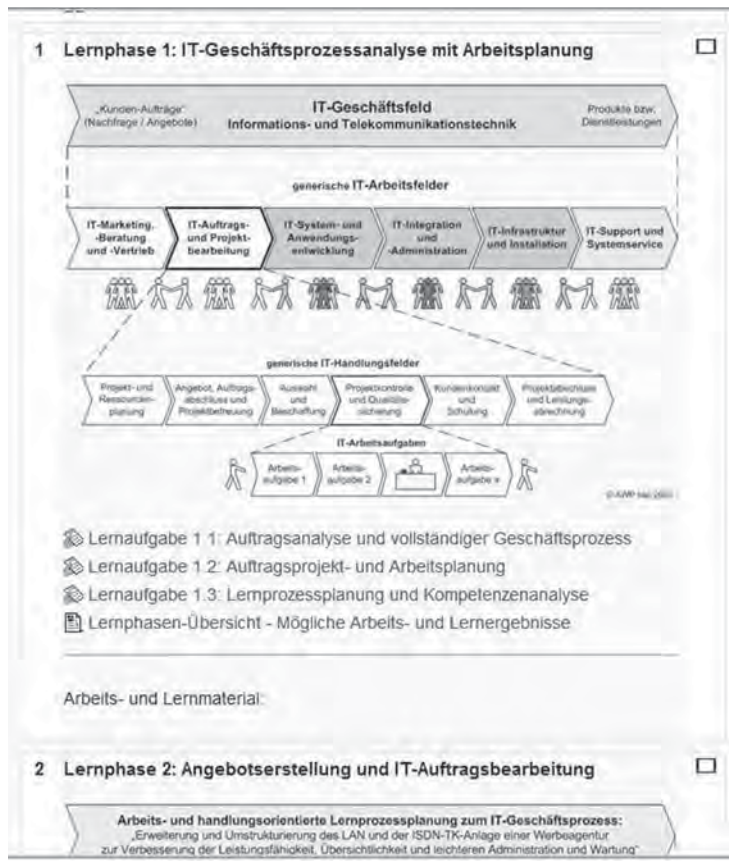 1 Lernphase 1: IT-Geschäftsprozessanalyse mit Arbeitsplanung
„Kunden-Aufträge“
(Nachfrage / Angebote)
IT-Geschäftsfeld
Informations- und Telekommunikationstechnik
Produkte bzw.
Dienstleistungen
generische IT-Arbeitsfelder
IT-Marketing,
-Beratung
und -Vertrieb
IT-Auftrags-
und Projekt-
bearbeitung
IT-System- und
Anwendungs-
entwicklung
IT-Integration
und
-Administration
IT-Infrastruktur
und Installation
IT-Support und
Systemservice
generische IT-Handlungsfelder
Projekt- und
Ressourcen-
planung
Angebot, Auftrags-
abschluss und
Projektbetreuung
Auswahl
und
Beschaffung
Projektkontrolle
und Qualitäts-
sicherung
Kundenkontakt
und
Schulung
Projektabschluss
und Leistungs-
abrechnung
IT-Arbeitsaufgaben
Arbeits-
aufgabe 1
Arbeits-
aufgabe 2
Arbeits-
aufgabe
Lernaufgabe 1.1: Auftragsanalyse und vollständiger Geschäftsprozess
Lernaufgabe 1.2: Auftragsprojekt- und Arbeitsplanung
Lernaufgabe 1.3: Lernprozessplanung und Kompetenzenanalyse
Lernphasen-Übersicht - Mögliche Arbeits- und Lernergebnisse
Arbeits- und Lernmaterial:
2 Lernphase 2: Angebotserstellung und IT-Auftragsbearbeitung
Arbeits- und handlungsorientierte Lernprozessplanung zum IT-Geschäftsprozess:
„Erweiterung und Umstrukturierung des LAN und der ISDN-TK-Anlage einer Werbeagentur
zur Verbesserung der Leistungsfähigkeit, Übersichtlichkeit und leichteren Administration und Wartung“